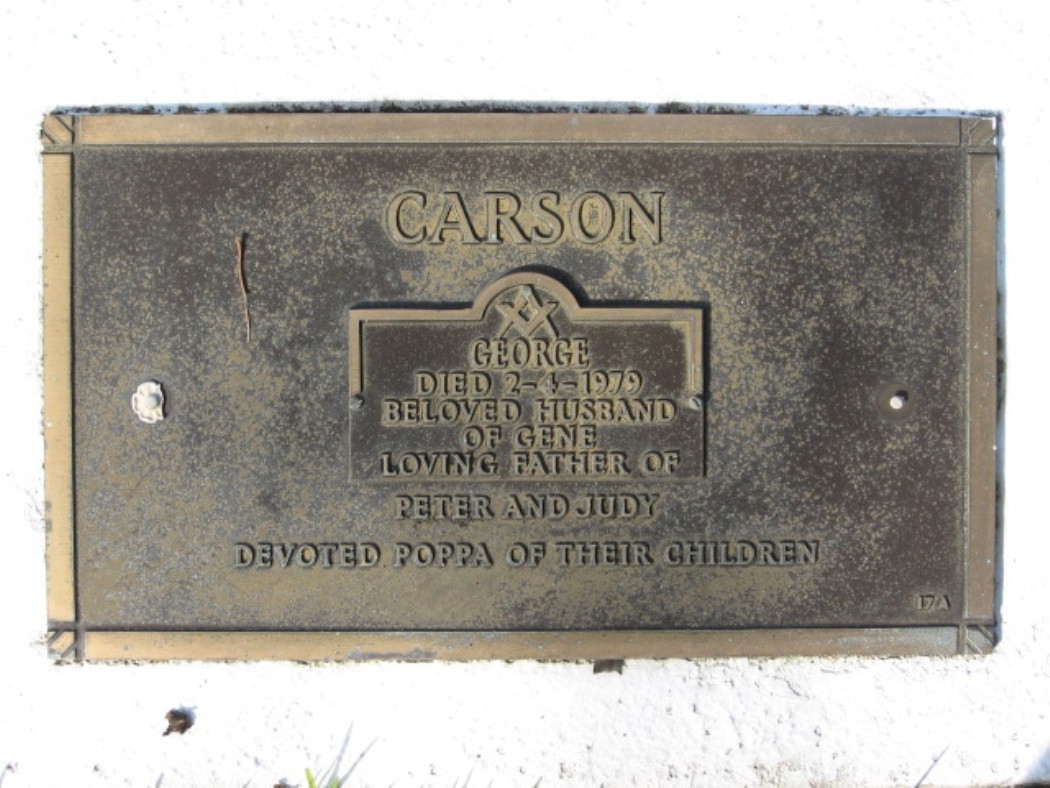 CARSON
GEORGE
DIED 2-4-1979
BELOVED HUSBAND
OF GENE
LOVING FATHER OF
PETER AND JUDY
DEVOTED POPPA OF THEIR CHILDREN
17A